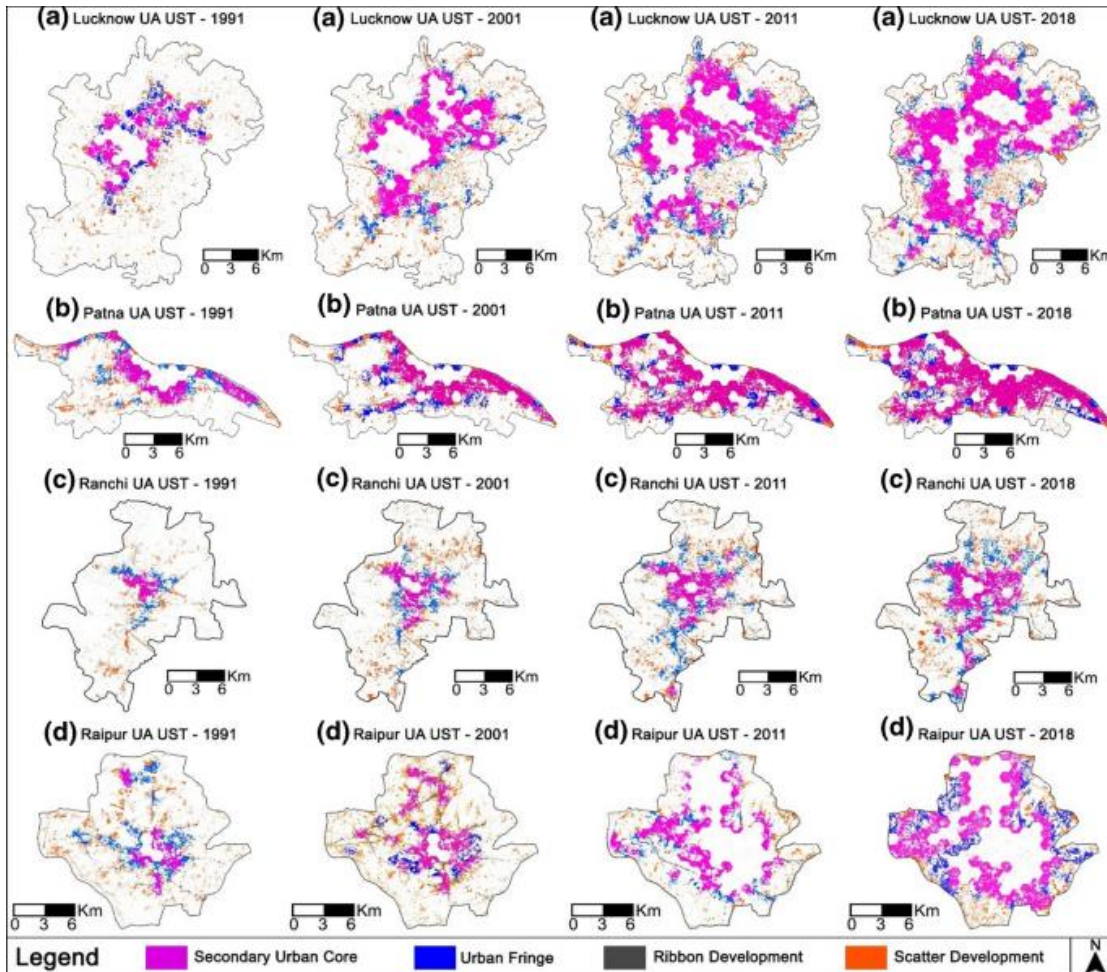 (a) Lucknow UA UST - 1991
(a) Lucknow UA UST - 2001
(a) Lucknow UA UST - 2011
(a) Lucknow UA UST- 2018
Km
0 3 6
Km
0 3 6
Km
0 3 6
Km
0 3 6
(b) Patna UA UST - 1991
(b) Patna UA UST - 2001
(b) Patna UA UST - 2011
(b) Patna UA UST - 2018
Km
0 3 6
Km
0 3 6
Km
0 3 6
Km
0 3 6
(c) Ranchi UA UST - 1991
(c) Ranchi UA UST - 2001
(c) Ranchi UA UST - 2011
(c) Ranchi UA UST - 2018
Km
0 3 6
Km
0 3 6
Km
0 3 6
Km
0 3 6
(d) Raipur UA UST - 1991
(d) Raipur UA UST - 2001
(d) Raipur UA UST - 2011
(d) Raipur UA UST - 2018
Km
0 3 6
Km
0 3 6
Km
0 3 6
Km
0 3 6
Legend Secondary Urban Core Urban Fringe Ribbon Development Scatter Development N